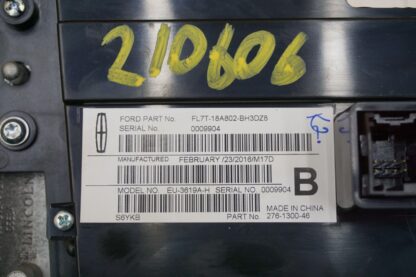 210606
FORD PART No. FL7T-18A802-BH3DZ8
SERIAL No. 0009904
MANUFACTURED FEBRUARY /23/2016/M17D
MODEL NO. EU-3619A-H SERIAL NO. 0009904
B
MADE IN CHINA
S6YKB PART No. 276-1300-46